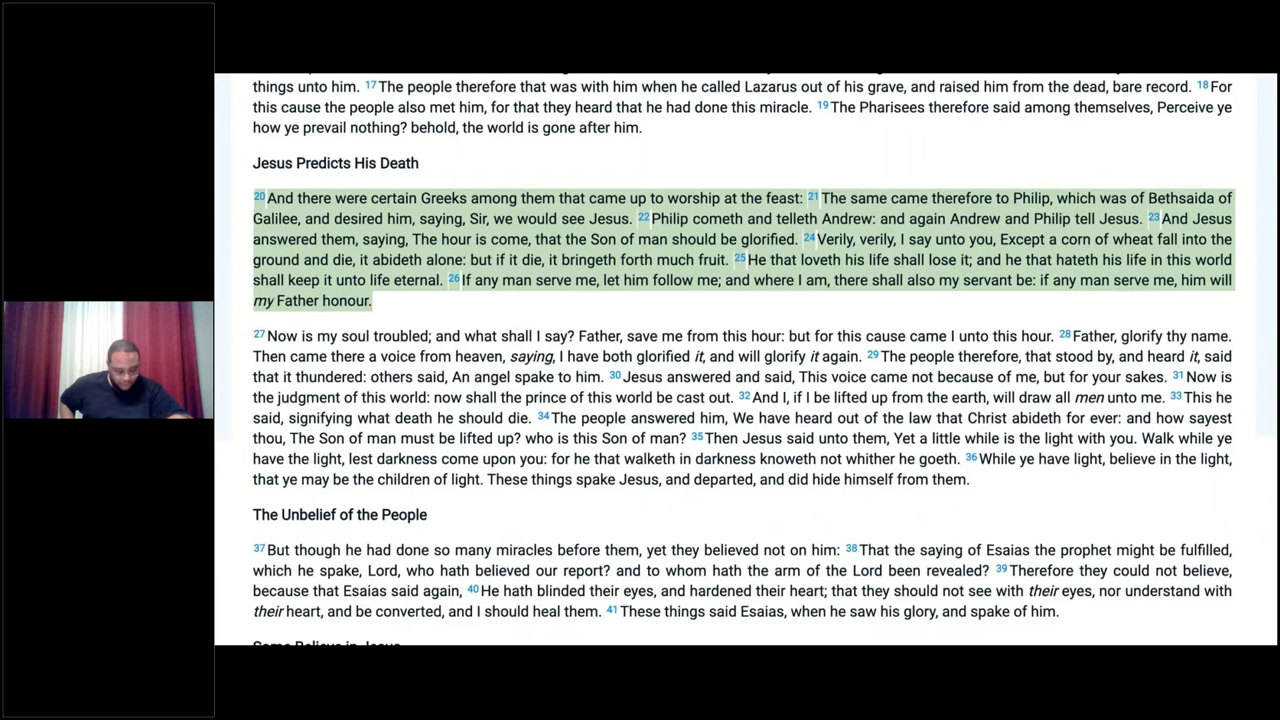 things unto him. 17 The people therefore that was with him when he called Lazarus out of his grave, and raised him from the dead, bare record. 18 For
this cause the people also met him, for that they heard that he had done this miracle. 19 The Pharisees therefore said among themselves, Perceive ye
how ye prevail nothing? behold, the world is gone after him.
Jesus Predicts His Death
20 And there were certain Greeks among them that came up to worship at the feast: 21 The same came therefore to Philip, which was of Bethsaida of
Galilee, and desired him, saying, Sir, we would see Jesus. 22 Philip cometh and telleth Andrew: and again Andrew and Philip tell Jesus. 23 And Jesus
answered them, saying, The hour is come, that the Son of man should be glorified. 24 Verily, verily, I say unto you, Except a corn of wheat fall into the
ground and die, it abideth alone: but if it die, it bringeth forth much fruit. 25 He that loveth his life shall lose it; and he that hateth his life in this world
shall keep it unto life eternal. 26 If any man serve me, let him follow me; and where I am, there shall also my servant be: if any man serve me, him will
my Father honour.
27 Now is my soul troubled; and what shall I say? Father, save me from this hour: but for this cause came I unto this hour. 28 Father, glorify thy name.
Then came there a voice from heaven, saying, I have both glorified it, and will glorify it again. 29 The people therefore, that stood by, and heard it, said
that it thundered: others said, An angel spake to him. 30 Jesus answered and said, This voice came not because of me, but for your sakes. 31 Now is
the judgment of this world: now shall the prince of this world be cast out. 32 And I, if I be lifted up from the earth, will draw all men unto me. 33 This he
said, signifying what death he should die. 34 The people answered him, We have heard out of the law that Christ abideth for ever: and how sayest
thou, The Son of man must be lifted up? who is this Son of man? 35 Then Jesus said unto them, Yet a little while is the light with you. Walk while ye
have the light, lest darkness come upon you: for he that walketh in darkness knoweth not whither he goeth. 36 While ye have light, believe in the light,
that ye may be the children of light. These things spake Jesus, and departed, and did hide himself from them.
The Unbelief of the People
37 But though he had done so many miracles before them, yet they believed not on him: 38 That the saying of Esaias the prophet might be fulfilled,
which he spake, Lord, who hath believed our report? and to whom hath the arm of the Lord been revealed? 39 Therefore they could not believe,
because that Esaias said again, 40 He hath blinded their eyes, and hardened their heart; that they should not see with their eyes, nor understand with
their heart, and be converted, and I should heal them. 41 These things said Esaias, when he saw his glory, and spake of him.
Some Believe in Jesus